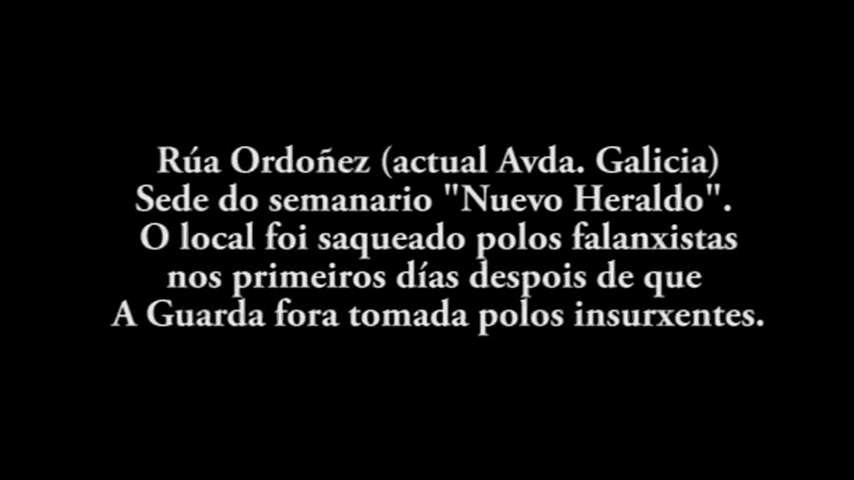 Rúa Ordoñez (actual Avda. Galicia)
Sede do semanario "Nuevo Heraldo".
O local foi saqueado polos falanxistas
nos primeiros días despois de que
A Guarda fora tomada polos insurxentes.